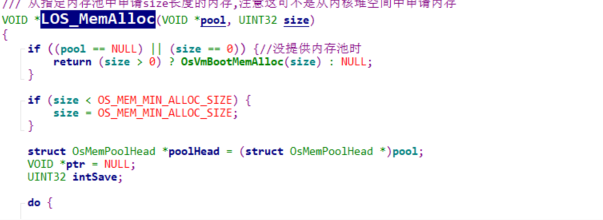 /// 从指定内存池中申请size长度的内存,注意这可不是从内核堆空间中申请内存
VOID *LOS_MemAlloc(VOID *pool, UINT32 size)
{
    if ((pool == NULL) || (size == 0)) {//没提供内存池时
        return (size > 0) ? OsVmBootMemAlloc(size) : NULL;
    }
    if (size < OS_MEM_MIN_ALLOC_SIZE) {
        size = OS_MEM_MIN_ALLOC_SIZE;
    }
    struct OsMemPoolHead *poolHead = (struct OsMemPoolHead *)pool;
    VOID *ptr = NULL;
    UINT32 intSave;
    do {